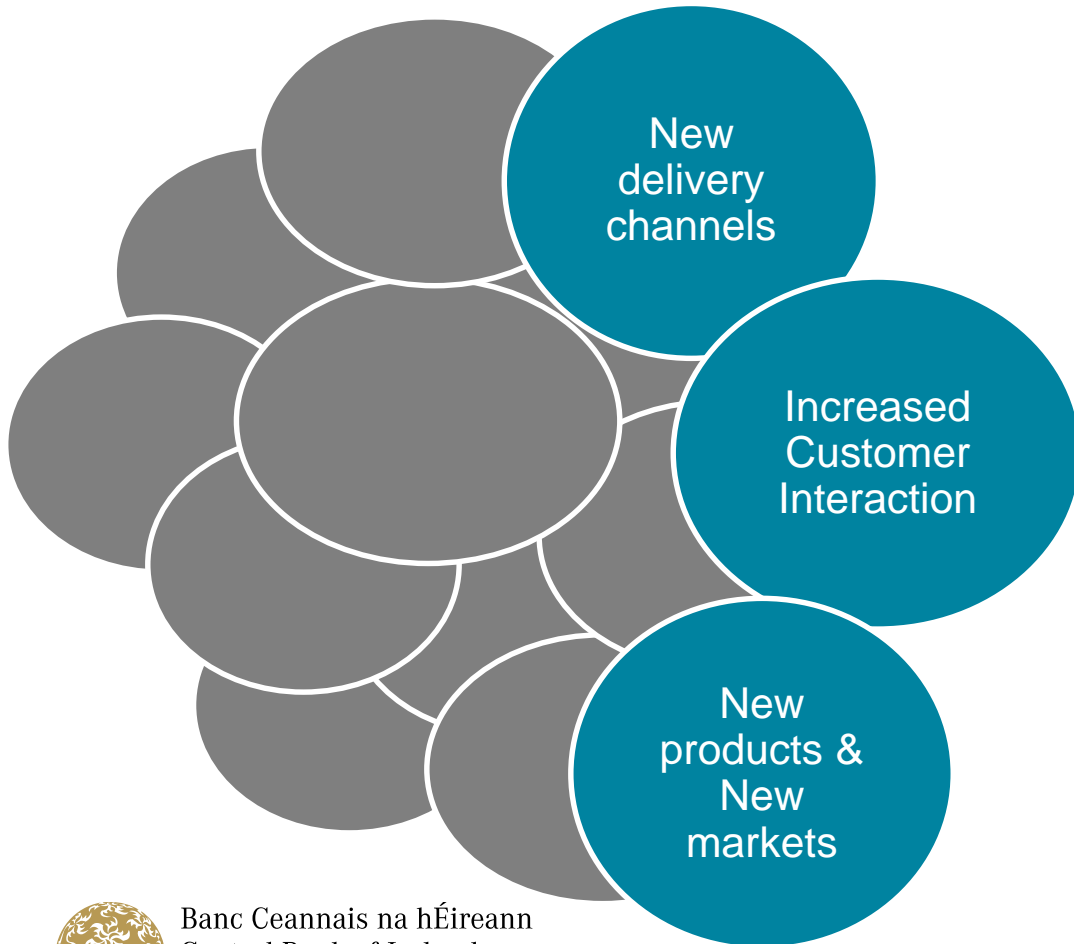 New
delivery
channels
Increased
Customer
Interaction
New
products &
New
markets
Banc Ceannais na hÉireann